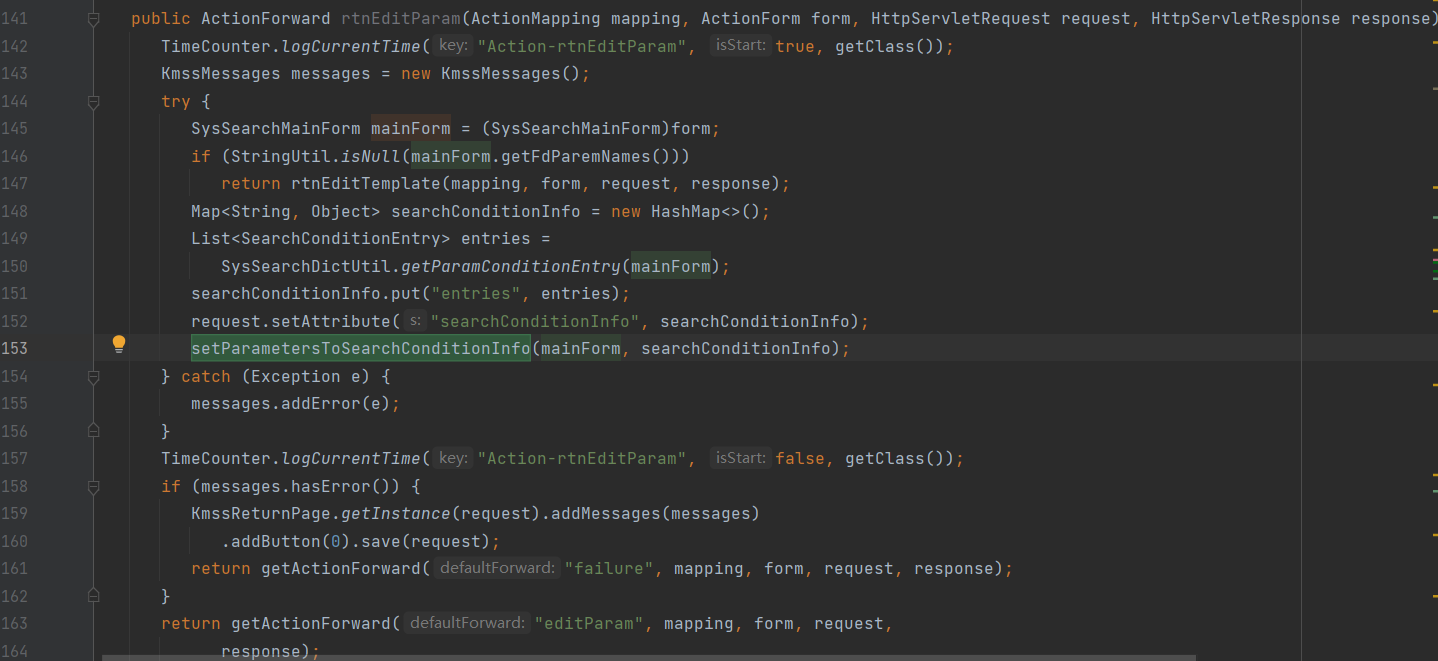 141 public ActionForward rtnEditParam(ActionMapping mapping, ActionForm form, HttpServletRequest request, HttpServletResponse response)
142 TimeCounter.logCurrentTime( key: "Action-rtnEditParam", isStart: true, getClass());
143 KmssMessages messages = new KmssMessages();
144 try {
145 SysSearchMainForm mainForm = (SysSearchMainForm)form;
146 if (StringUtil.isNull(mainForm.getFdParemNames()))
147 return rtnEditTemplate(mapping, form, request, response);
148 Map<String, Object> searchConditionInfo = new HashMap<>();
149 List<SearchConditionEntry> entries =
150 SysSearchDictUtil.getParamConditionEntry(mainForm);
151 searchConditionInfo.put("entries", entries);
152 request.setAttribute( s: "searchConditionInfo", searchConditionInfo);
153 setParametersToSearchConditionInfo(mainForm, searchConditionInfo);
154 } catch (Exception e) {
155 messages.addError(e);
156 }
157 TimeCounter.logCurrentTime( key: "Action-rtnEditParam", isStart: false, getClass());
158 if (messages.hasError()) {
159 KmssReturnPage.getInstance(request).addMessages(messages)
160 .addButton(0).save(request);
161 return getActionForward( defaultForward: "failure", mapping, form, request, response);
162 }
163 return getActionForward( defaultForward: "editParam", mapping, form, request,
164 response);